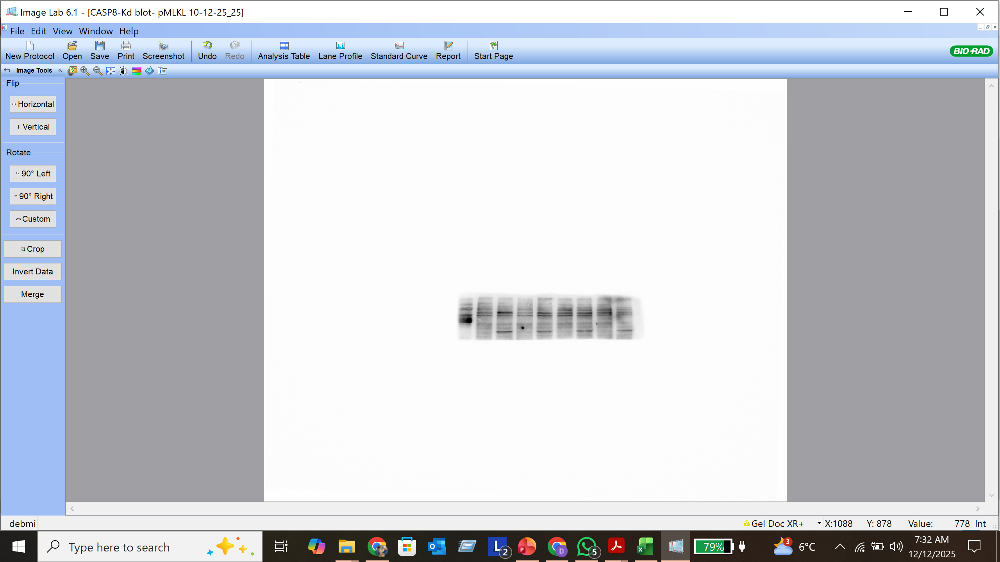 Image Lab 6.1 - [CASP8-Kd blot- pMLKL 10-12-25_25]
File Edit View Window Help
New Protocol Open Save Print Screenshot Undo Redo Analysis Table Lane Profile Standard Curve Report Start Page
BIO-RAD
Image Tools «
Flip
Horizontal
Vertical
Rotate
90° Left
90° Right
Custom
Crop
Invert Data
Merge
debmi
Gel Doc XR+ X:1088 Y: 878 Value: 778 Int
Type here to search
L 2
P
D
5
X
79%
3
6°C
7:32 AM
12/12/2025